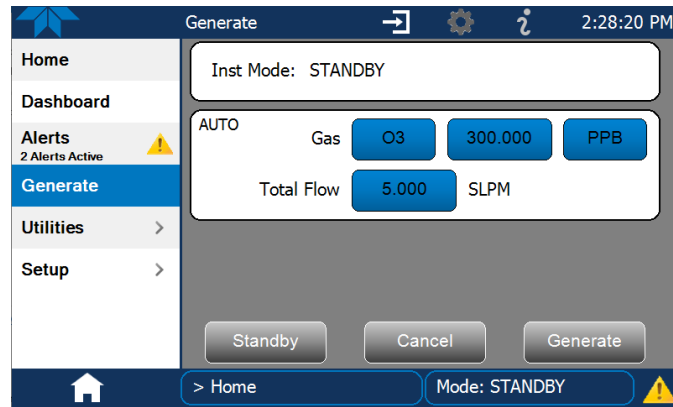 Generate 2:28:20 PM
Home
Dashboard
Alerts
2 Alerts Active
Generate
Utilities
Setup
Inst Mode: STANDBY
AUTO
Gas O3 300.000 PPB
Total Flow 5.000 SLPM
Standby Cancel Generate
> Home Mode: STANDBY